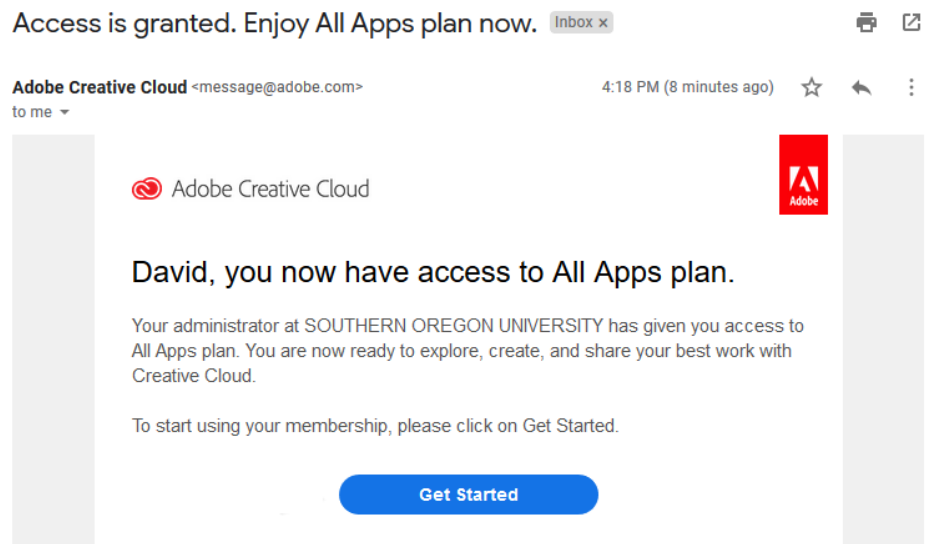 Access is granted. Enjoy All Apps plan now. Inbox x
Adobe Creative Cloud <message@adobe.com> 4:18 PM (8 minutes ago)
to me
Adobe Creative Cloud
Adobe
David, you now have access to All Apps plan.
Your administrator at SOUTHERN OREGON UNIVERSITY has given you access to
All Apps plan. You are now ready to explore, create, and share your best work with
Creative Cloud.
To start using your membership, please click on Get Started.
Get Started